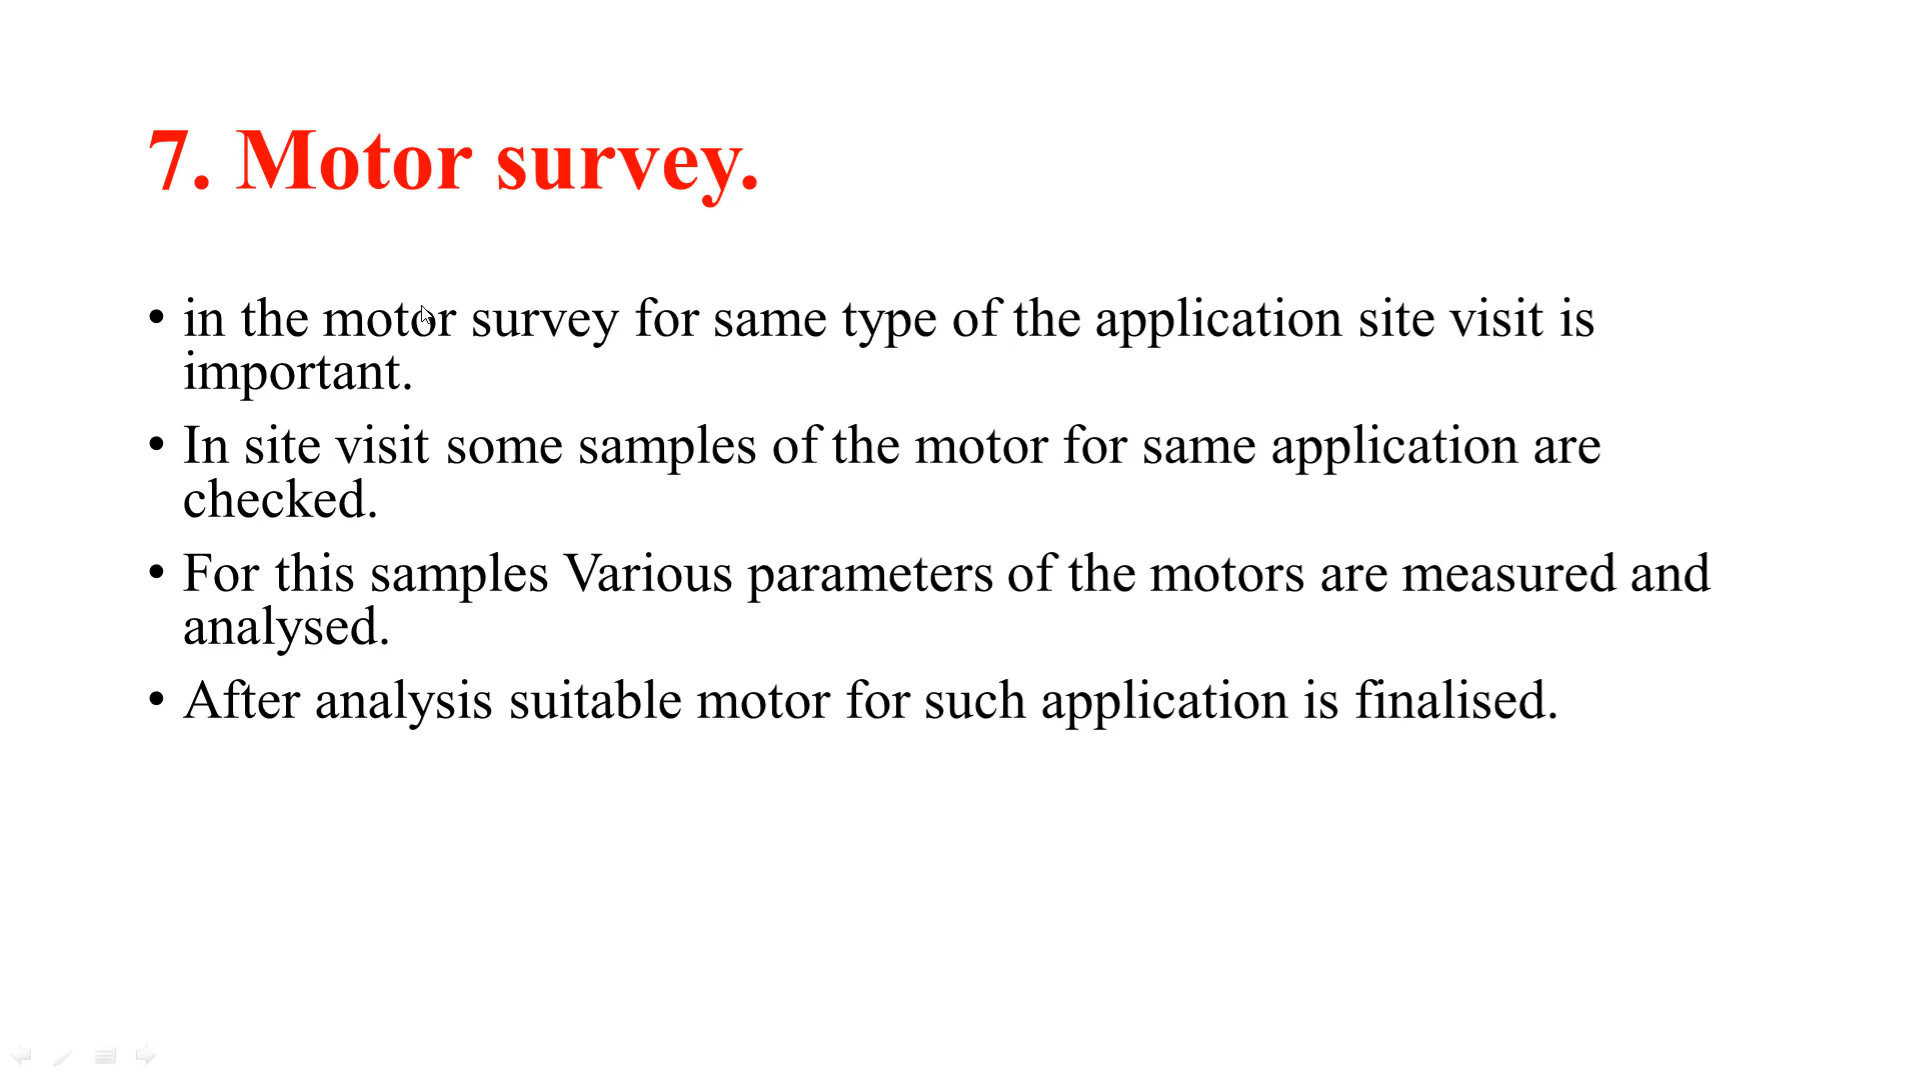 7. Motor survey.
• in the motor survey for same type of the application site visit is
important.
• In site visit some samples of the motor for same application are
checked.
• For this samples Various parameters of the motors are measured and
analysed.
• After analysis suitable motor for such application is finalised.